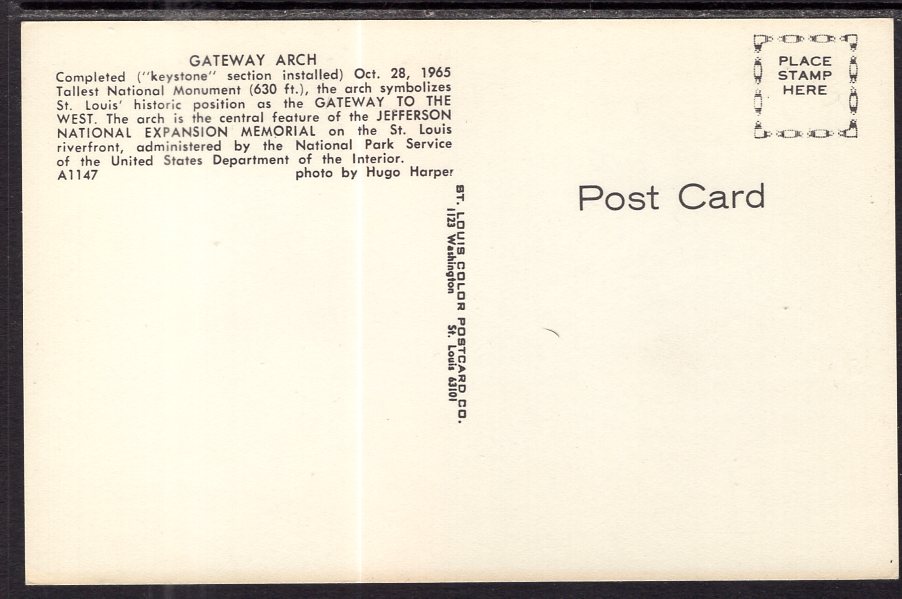 GATEWAY ARCH
Completed ("keystone" section installed) Oct. 28, 1965
Tallest National Monument (630 ft.), the arch symbolizes
St. Louis' historic position as the GATEWAY TO THE
WEST. The arch is the central feature of the JEFFERSON
NATIONAL EXPANSION MEMORIAL on the St. Louis
riverfront, administered by the National Park Service
of the United States Department of the Interior.
A1147 photo by Hugo Harper
ST. LOUIS COLOR POSTCARD CO.
1123 Washington St. Louis 63101
PLACE
STAMP
HERE
Post Card